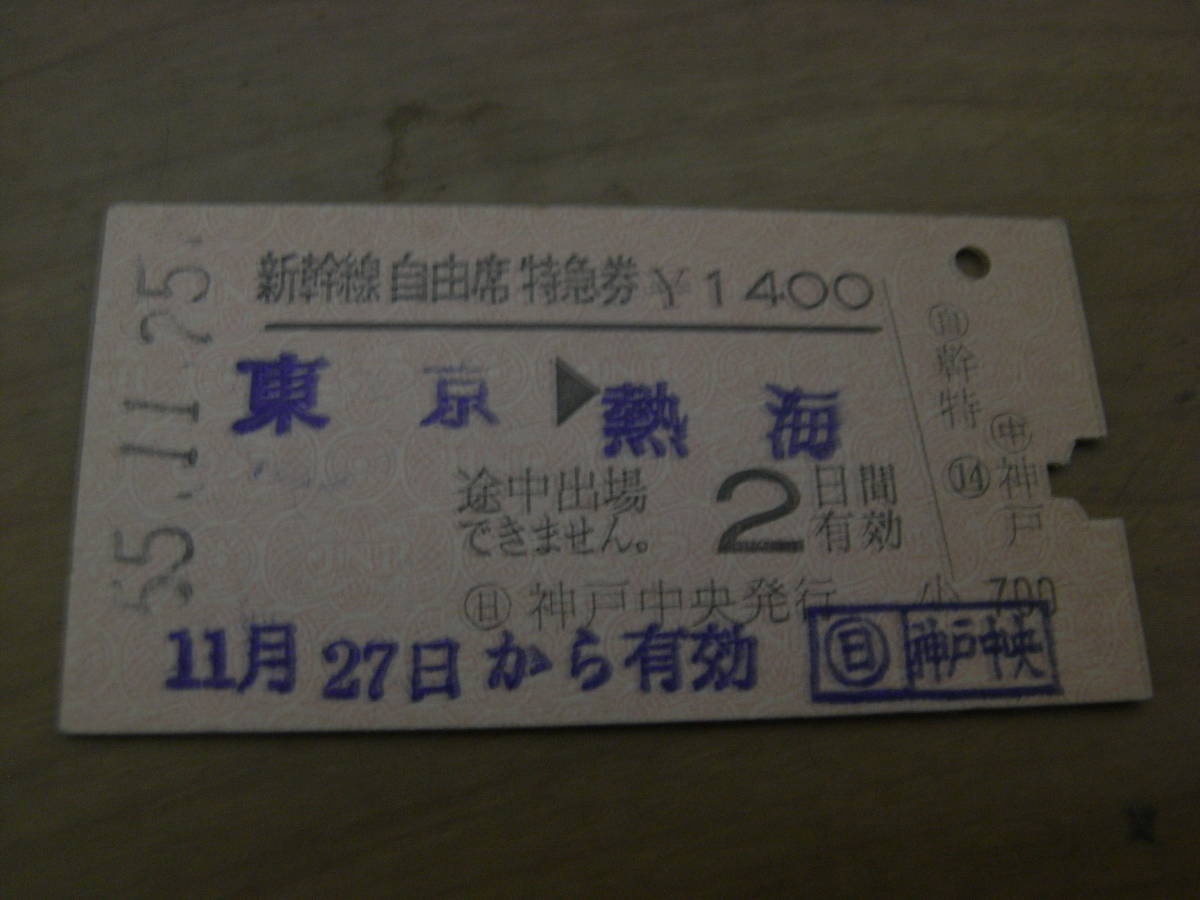 55.11.25.
新幹線 自由席 特急券 ¥1400
東京▶熱海
途中出場
できません。
2日間
有効
㊐ 神戸中央発行
小 700
11月27日から有効
㊐ 神戸中央
㊀幹特
⑭
㊥神戸